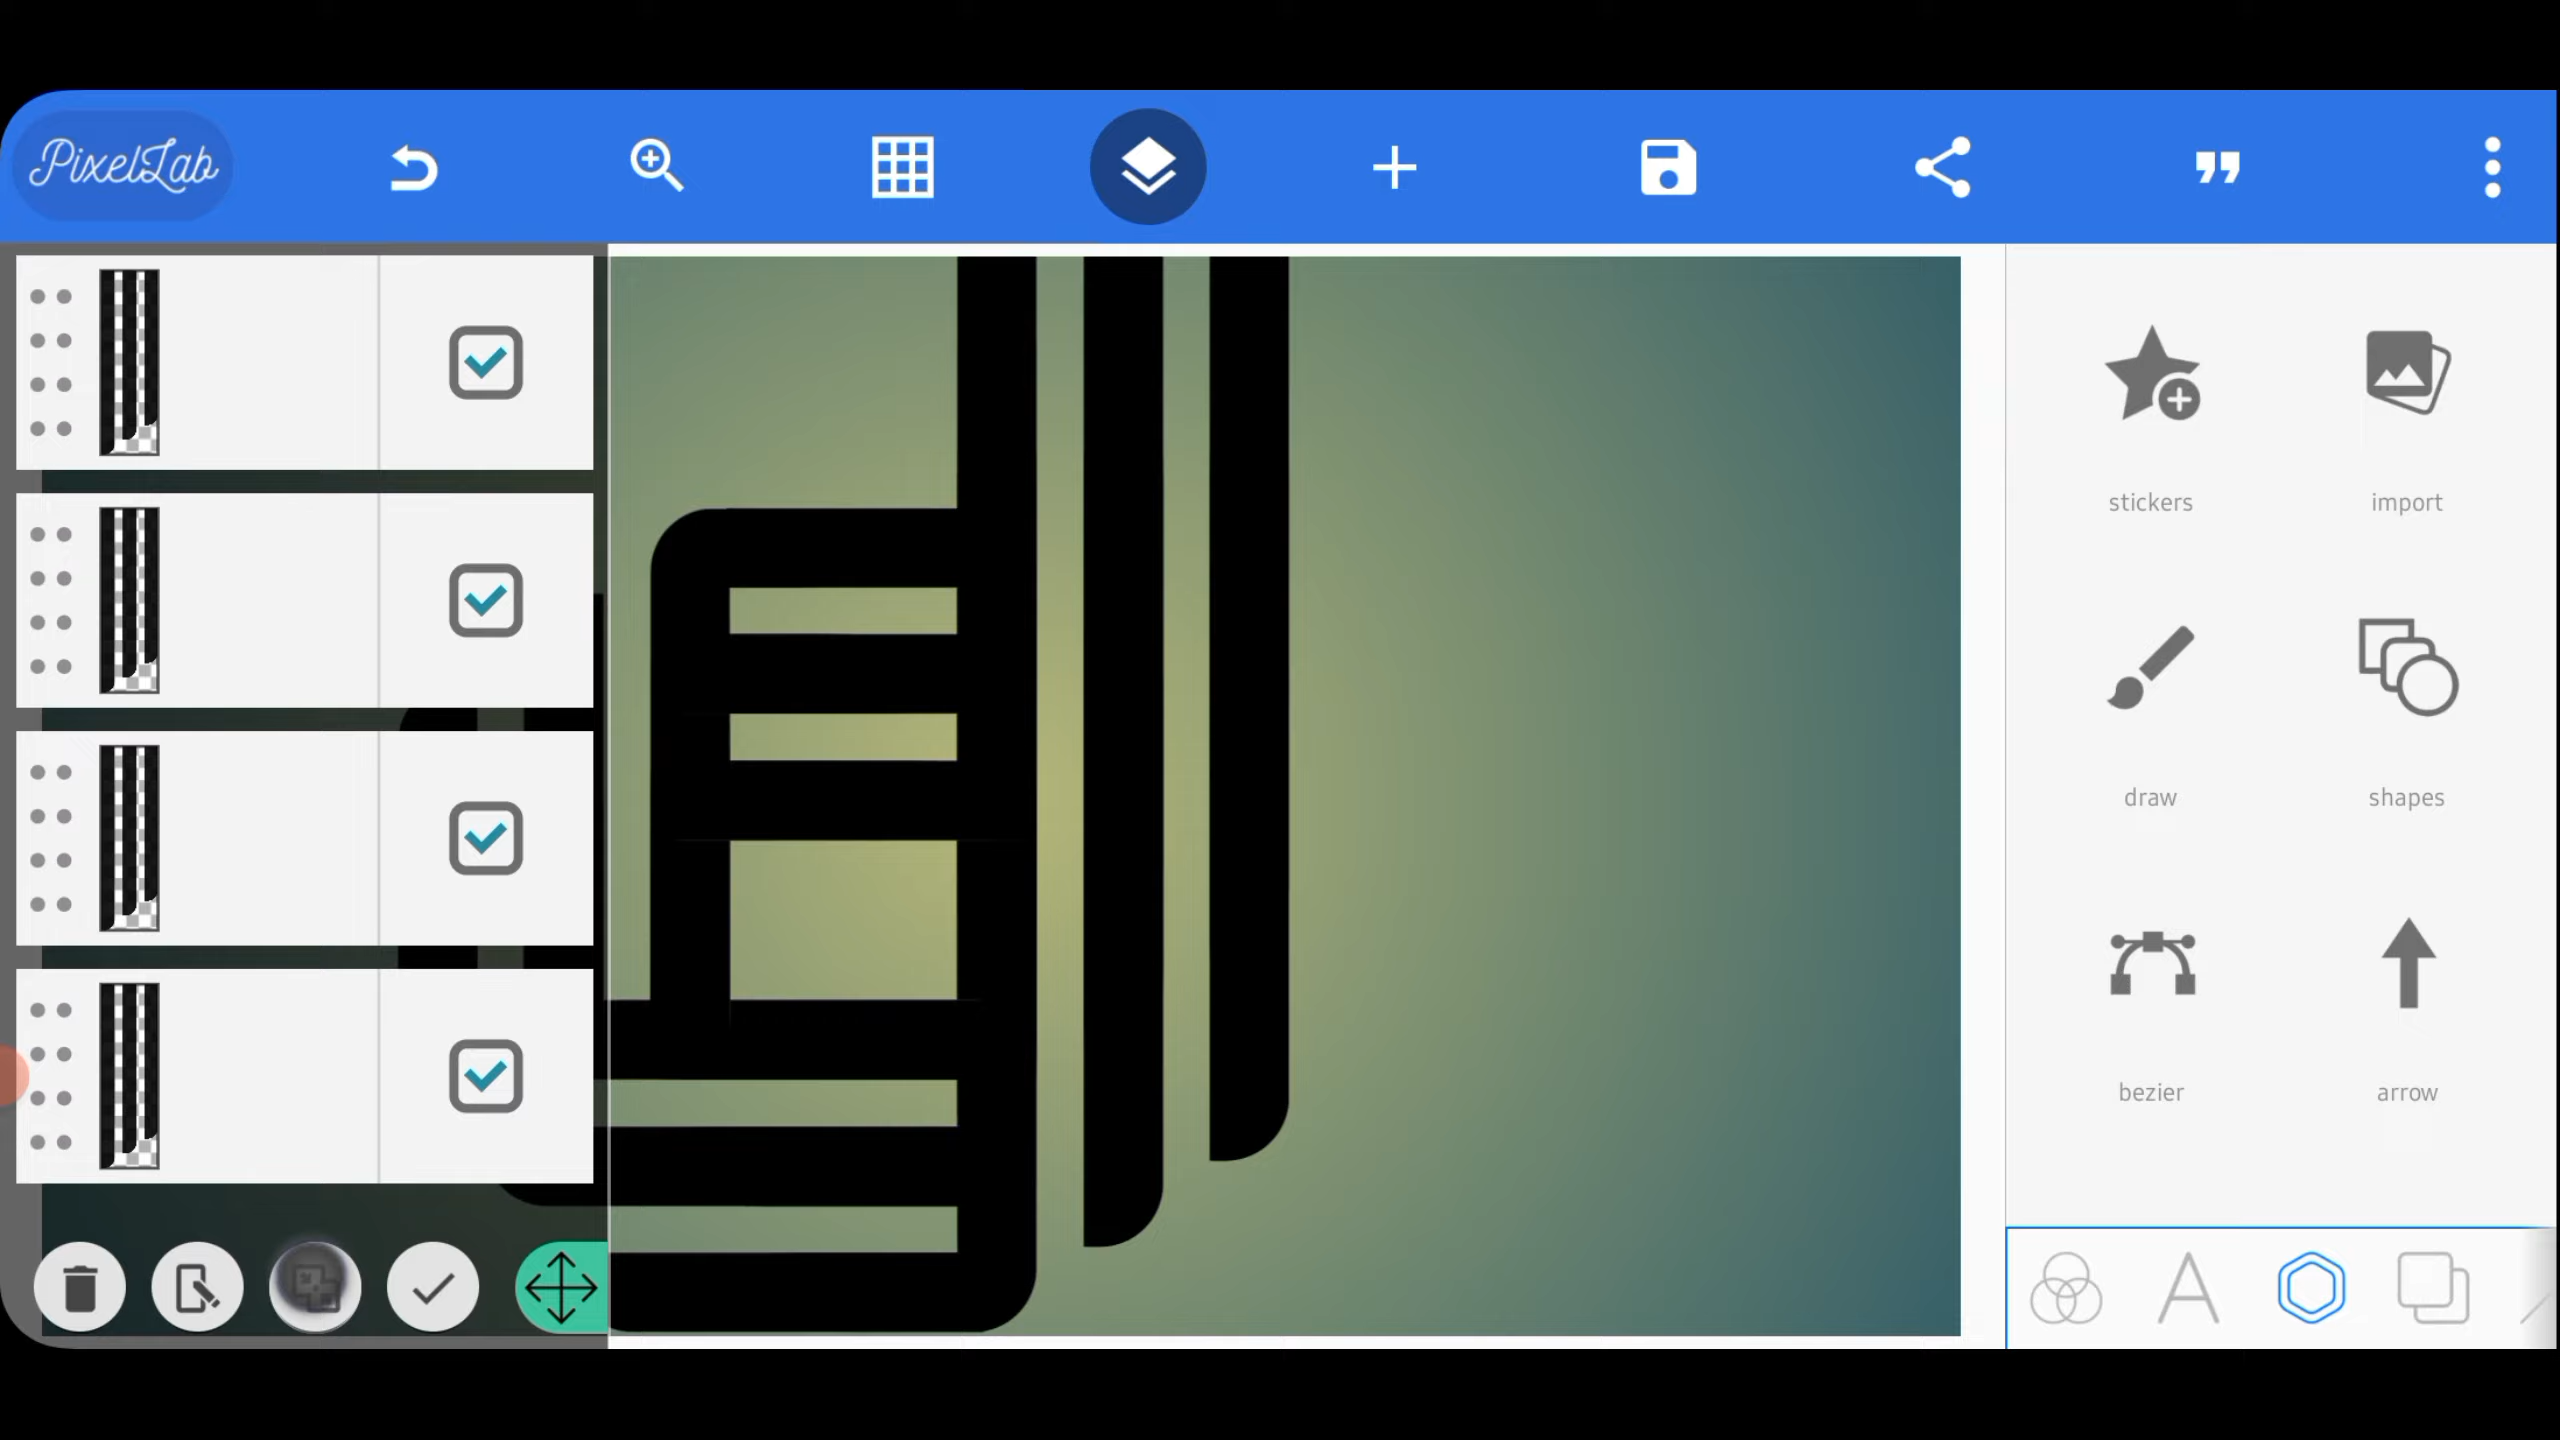 PixelLab
stickers
import
draw
shapes
bezier
arrow